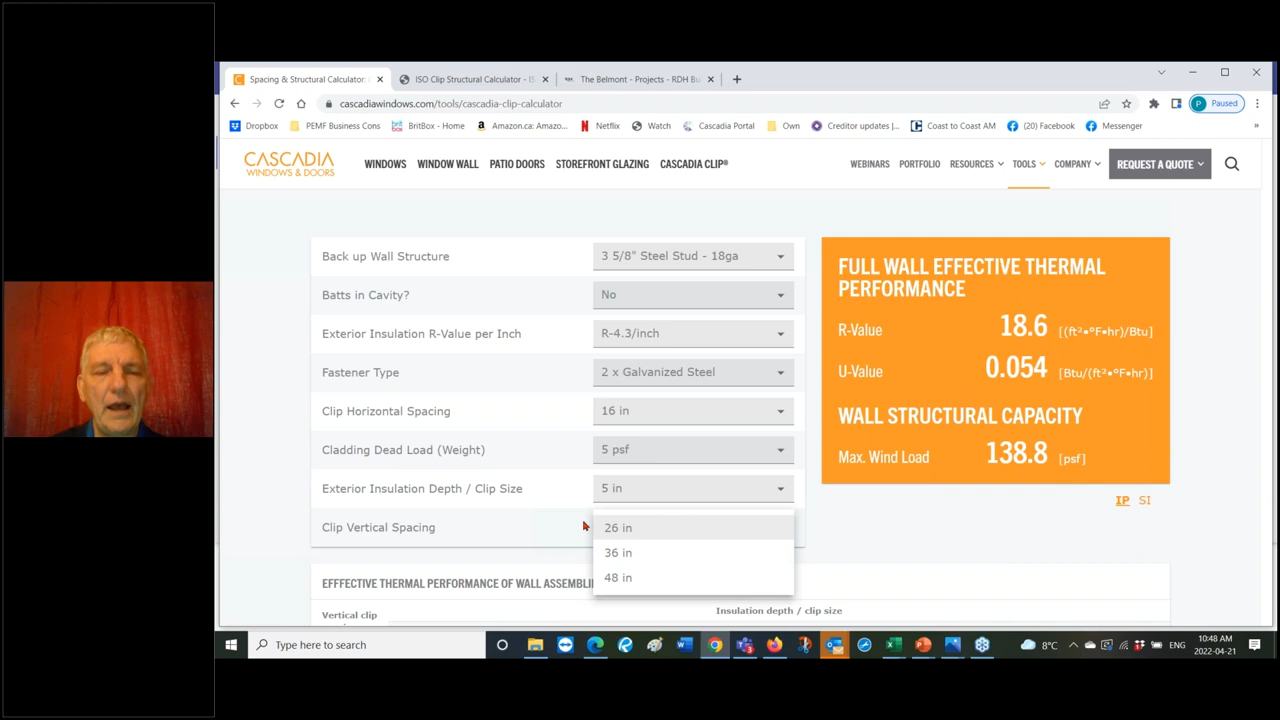 Spacing & Structural Calculator:
ISO Clip Structural Calculator - IS
The Belmont - Projects - RDH Bu
cascadiawindows.com/tools/cascadia-clip-calculator
P Paused
Dropbox
PEMF Business Cons
BritBox - Home
Amazon.ca: Amazo...
Netflix
Watch
Cascadia Portal
Own
Creditor updates |...
Coast to Coast AM
(20) Facebook
Messenger
CASCADIA
WINDOWS & DOORS
WINDOWS
WINDOW WALL
PATIO DOORS
STOREFRONT GLAZING
CASCADIA CLIP®
WEBINARS
PORTFOLIO
RESOURCES
TOOLS
COMPANY
REQUEST A QUOTE
Back up Wall Structure
3 5/8" Steel Stud - 18ga
Batts in Cavity?
No
Exterior Insulation R-Value per Inch
R-4.3/inch
Fastener Type
2 x Galvanized Steel
Clip Horizontal Spacing
16 in
Cladding Dead Load (Weight)
5 psf
Exterior Insulation Depth / Clip Size
5 in
Clip Vertical Spacing
26 in
36 in
48 in
FULL WALL EFFECTIVE THERMAL
PERFORMANCE
R-Value 18.6 [(ft²•°F•hr)/Btu]
U-Value 0.054 [Btu/(ft²•°F•hr)]
WALL STRUCTURAL CAPACITY
Max. Wind Load 138.8 [psf]
IP SI
EFFFECTIVE THERMAL PERFORMANCE OF WALL ASSEMBLI
Vertical clip
Insulation depth / clip size
Type here to search
8°C
ENG
10:48 AM
2022-04-21